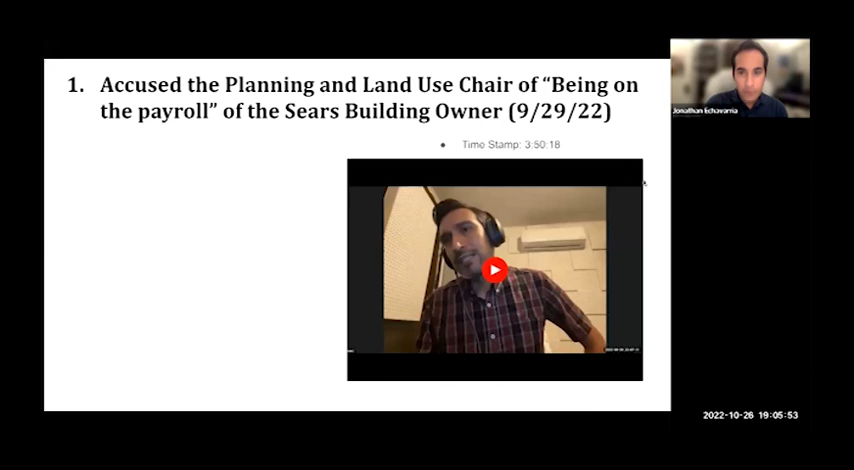 1. Accused the Planning and Land Use Chair of “Being on
the payroll” of the Sears Building Owner (9/29/22)
• Time Stamp: 3:50:18
Jonathan Echavarria
2022-10-26 19:05:53